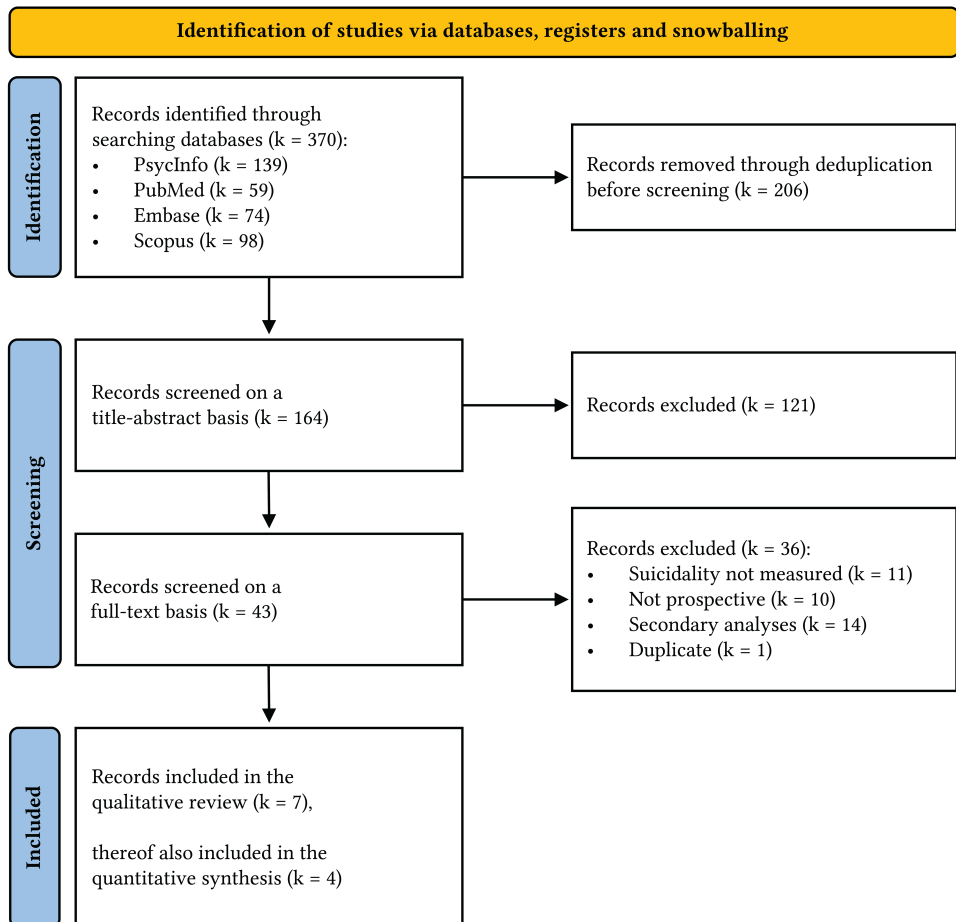 Identification of studies via databases, registers and snowballing
Identification
Records identified through
searching databases (k = 370):
• PsycInfo (k = 139)
• PubMed (k = 59)
• Embase (k = 74)
• Scopus (k = 98)
Records removed through deduplication
before screening (k = 206)
Screening
Records screened on a
title-abstract basis (k = 164)
Records excluded (k = 121)
Records screened on a
full-text basis (k = 43)
Records excluded (k = 36):
• Suicidality not measured (k = 11)
• Not prospective (k = 10)
• Secondary analyses (k = 14)
• Duplicate (k = 1)
Included
Records included in the
qualitative review (k = 7),
thereof also included in the
quantitative synthesis (k = 4)